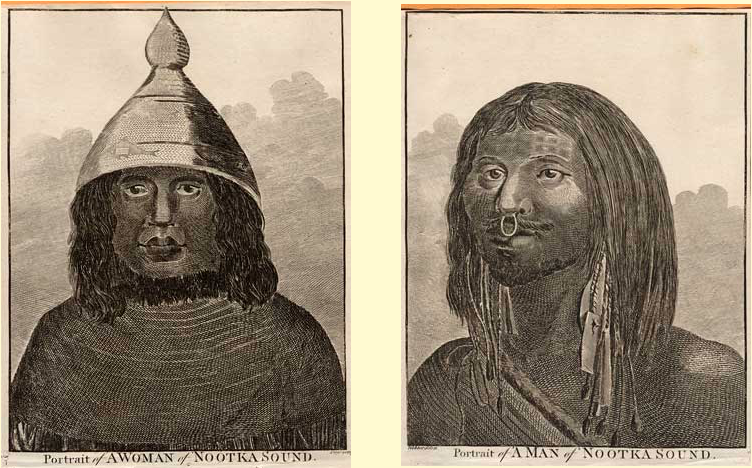 Portrait of A WOMAN of NOOTKA SOUND.
Portrait of A MAN of NOOTKA SOUND.